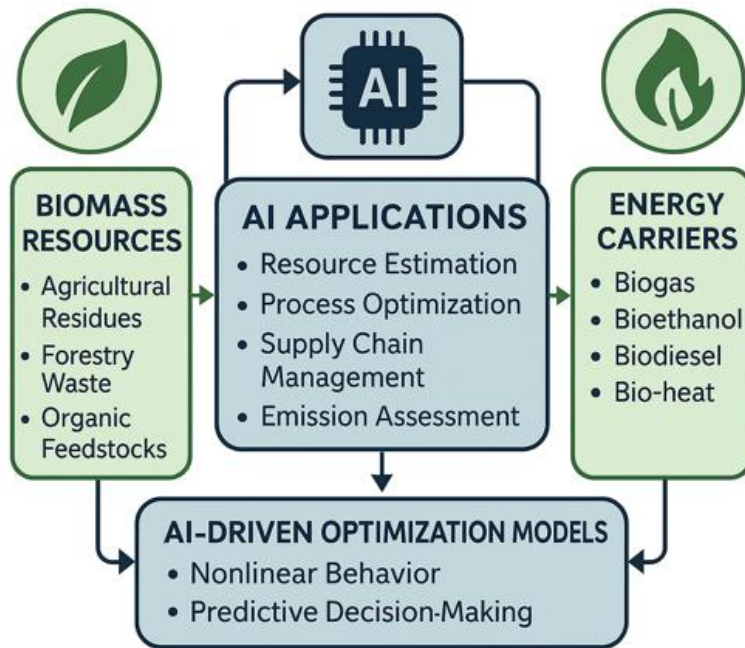 AI
BIOMASS
RESOURCES
• Agricultural
Residues
• Forestry
Waste
• Organic
Feedstocks
AI APPLICATIONS
• Resource Estimation
• Process Optimization
• Supply Chain
Management
• Emission Assessment
ENERGY
CARRIERS
• Biogas
• Bioethanol
• Biodiesel
• Bio-heat
AI-DRIVEN OPTIMIZATION MODELS
• Nonlinear Behavior
• Predictive Decision-Making